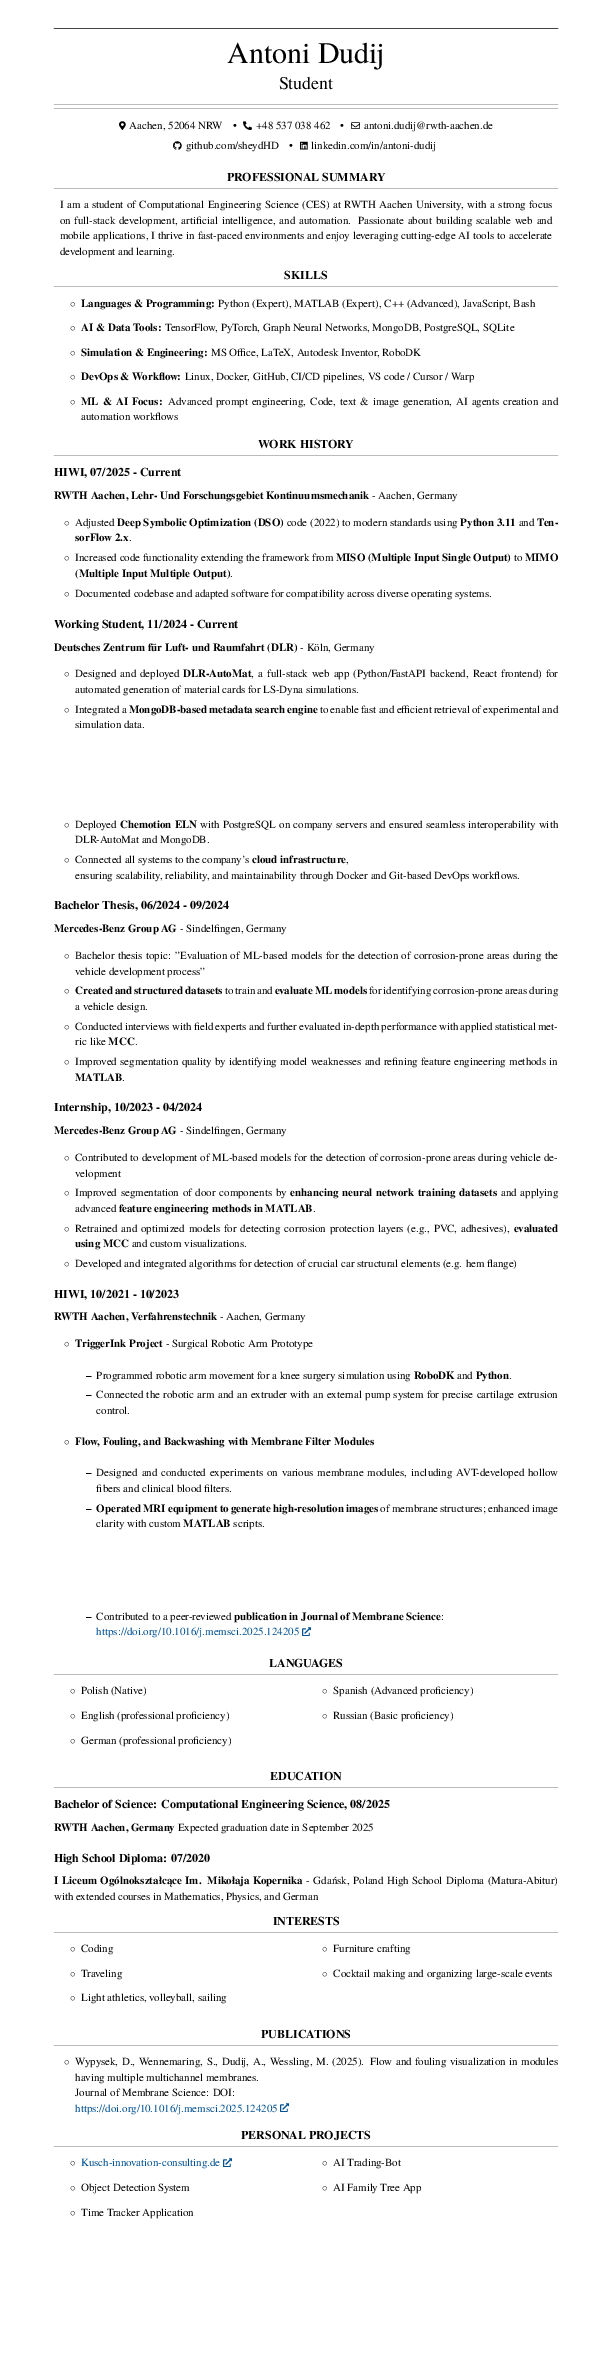 Antoni Dudij
Student
Aachen, 52064 NRW • +48 537 038 462 • antoni.dudij@rwth-aachen.de
github.com/sheydHD • linkedin.com/in/antoni-dudij
PROFESSIONAL SUMMARY
I am a student of Computational Engineering Science (CES) at RWTH Aachen University, with a strong focus
on full-stack development, artificial intelligence, and automation. Passionate about building scalable web and
mobile applications, I thrive in fast-paced environments and enjoy leveraging cutting-edge AI tools to accelerate
development and learning.
SKILLS
○ Languages & Programming: Python (Expert), MATLAB (Expert), C++ (Advanced), JavaScript, Bash
○ AI & Data Tools: TensorFlow, PyTorch, Graph Neural Networks, MongoDB, PostgreSQL, SQLite
○ Simulation & Engineering: MS Office, LaTeX, Autodesk Inventor, RoboDK
○ DevOps & Workflow: Linux, Docker, GitHub, CI/CD pipelines, VS code / Cursor / Warp
○ ML & AI Focus: Advanced prompt engineering, Code, text & image generation, AI agents creation and
automation workflows
WORK HISTORY
HIWI, 07/2025 - Current
RWTH Aachen, Lehr- Und Forschungsgebiet Kontinuumsmechanik - Aachen, Germany
○ Adjusted Deep Symbolic Optimization (DSO) code (2022) to modern standards using Python 3.11 and Ten-
sorFlow 2.x.
○ Increased code functionality extending the framework from MISO (Multiple Input Single Output) to MIMO
(Multiple Input Multiple Output).
○ Documented codebase and adapted software for compatibility across diverse operating systems.
Working Student, 11/2024 - Current
Deutsches Zentrum für Luft- und Raumfahrt (DLR) - Köln, Germany
○ Designed and deployed DLR-AutoMat, a full-stack web app (Python/FastAPI backend, React frontend) for
automated generation of material cards for LS-Dyna simulations.
○ Integrated a MongoDB-based metadata search engine to enable fast and efficient retrieval of experimental and
simulation data.
○ Deployed Chemotion ELN with PostgreSQL on company servers and ensured seamless interoperability with
DLR-AutoMat and MongoDB.
○ Connected all systems to the company's cloud infrastructure,
ensuring scalability, reliability, and maintainability through Docker and Git-based DevOps workflows.
Bachelor Thesis, 06/2024 - 09/2024
Mercedes-Benz Group AG - Sindelfingen, Germany
○ Bachelor thesis topic: ”Evaluation of ML-based models for the detection of corrosion-prone areas during the
vehicle development process”
○ Created and structured datasets to train and evaluate ML models for identifying corrosion-prone areas during
a vehicle design.
○ Conducted interviews with field experts and further evaluated in-depth performance with applied statistical met-
ric like MCC.
○ Improved segmentation quality by identifying model weaknesses and refining feature engineering methods in
MATLAB.
Internship, 10/2023 - 04/2024
Mercedes-Benz Group AG - Sindelfingen, Germany
○ Contributed to development of ML-based models for the detection of corrosion-prone areas during vehicle de-
velopment
○ Improved segmentation of door components by enhancing neural network training datasets and applying
advanced feature engineering methods in MATLAB.
○ Retrained and optimized models for detecting corrosion protection layers (e.g., PVC, adhesives), evaluated
using MCC and custom visualizations.
○ Developed and integrated algorithms for detection of crucial car structural elements (e.g. hem flange)
HIWI, 10/2021 - 10/2023
RWTH Aachen, Verfahrenstechnik - Aachen, Germany
○ TriggerInk Project - Surgical Robotic Arm Prototype
– Programmed robotic arm movement for a knee surgery simulation using RoboDK and Python.
– Connected the robotic arm and an extruder with an external pump system for precise cartilage extrusion
control.
○ Flow, Fouling, and Backwashing with Membrane Filter Modules
– Designed and conducted experiments on various membrane modules, including AVT-developed hollow
fibers and clinical blood filters.
– Operated MRI equipment to generate high-resolution images of membrane structures; enhanced image
clarity with custom MATLAB scripts.
– Contributed to a peer-reviewed publication in Journal of Membrane Science:
https://doi.org/10.1016/j.memsci.2025.124205
LANGUAGES
○ Polish (Native)
○ English (professional proficiency)
○ German (professional proficiency)
○ Spanish (Advanced proficiency)
○ Russian (Basic proficiency)
EDUCATION
Bachelor of Science: Computational Engineering Science, 08/2025
RWTH Aachen, Germany Expected graduation date in September 2025
High School Diploma: 07/2020
I Liceum Ogólnokształcące Im. Mikołaja Kopernika - Gdańsk, Poland High School Diploma (Matura-Abitur)
with extended courses in Mathematics, Physics, and German
INTERESTS
○ Coding
○ Traveling
○ Light athletics, volleyball, sailing
○ Furniture crafting
○ Cocktail making and organizing large-scale events
PUBLICATIONS
○ Wypysek, D., Wennemaring, S., Dudij, A., Wessling, M. (2025). Flow and fouling visualization in modules
having multiple multichannel membranes.
Journal of Membrane Science: DOI:
https://doi.org/10.1016/j.memsci.2025.124205
PERSONAL PROJECTS
○ Kusch-innovation-consulting.de
○ Object Detection System
○ Time Tracker Application
○ AI Trading-Bot
○ AI Family Tree App